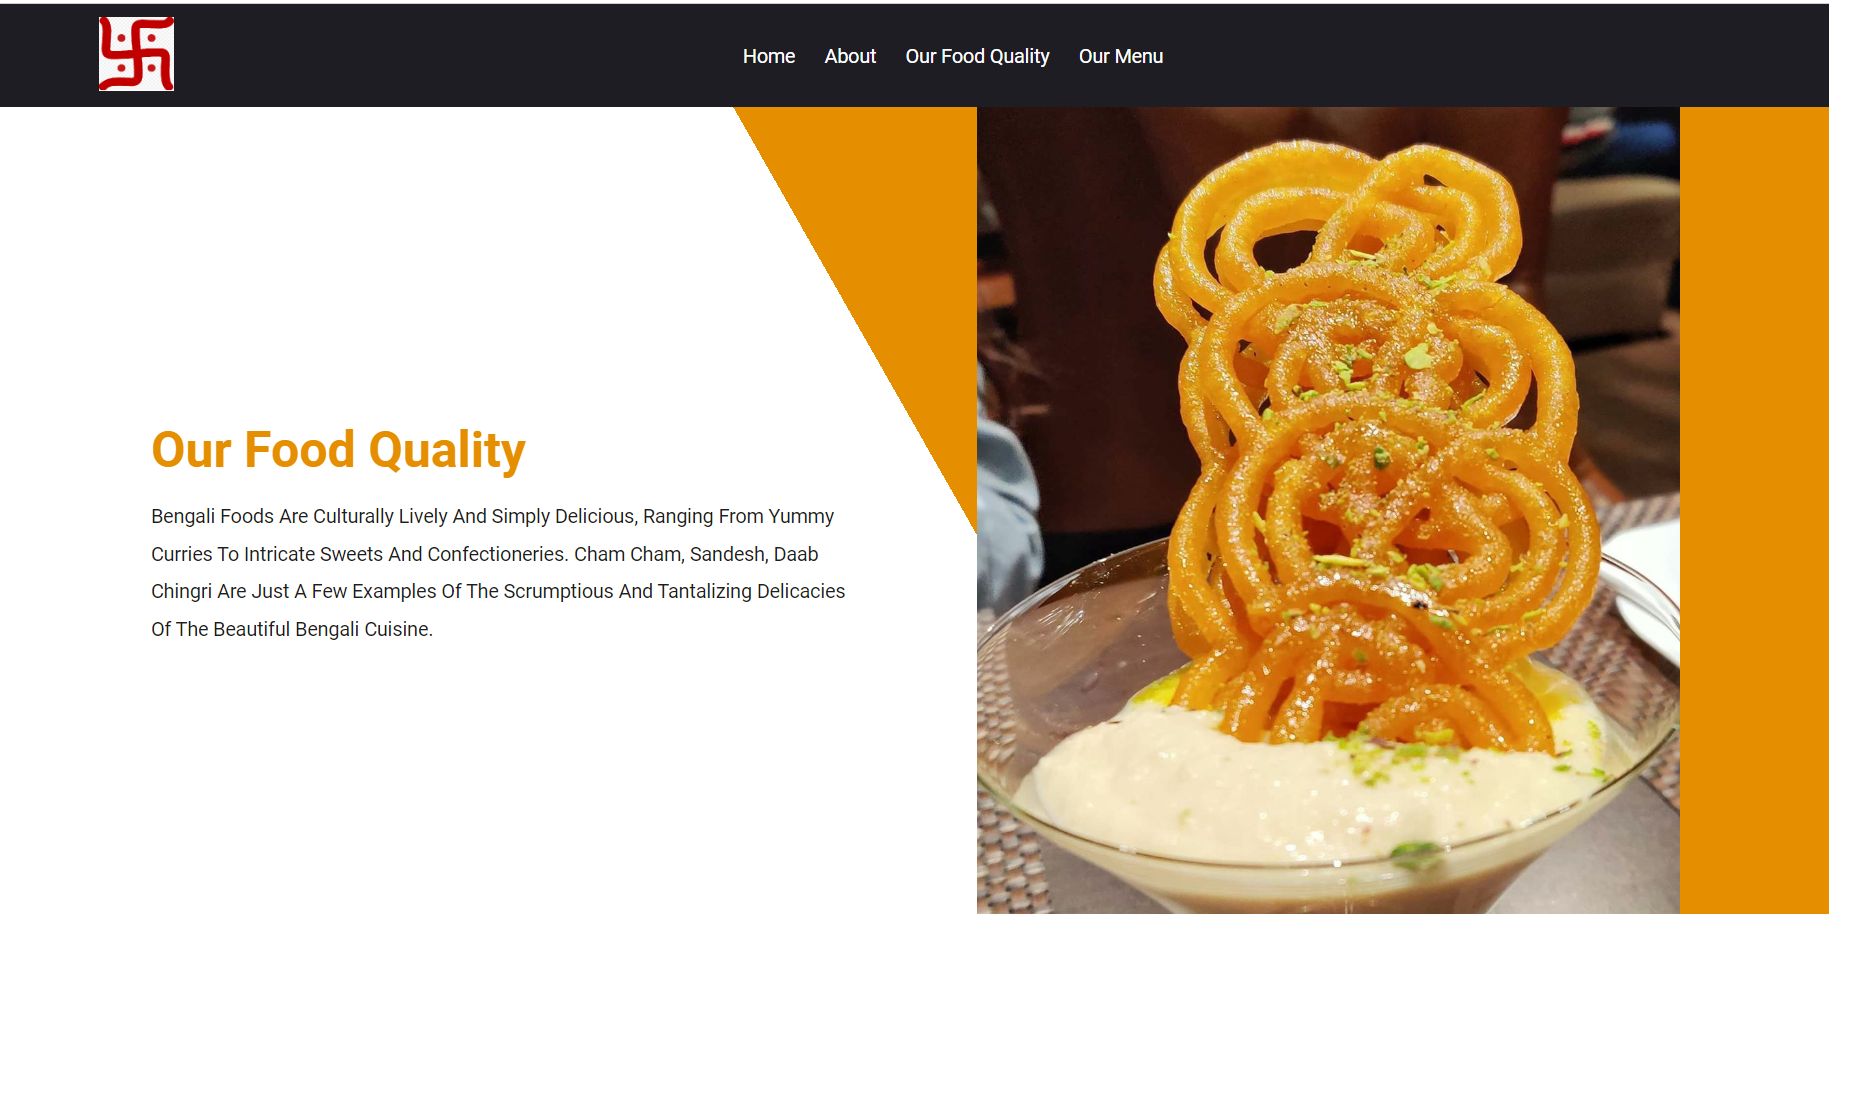 Home About Our Food Quality Our Menu
Our Food Quality
Bengali Foods Are Culturally Lively And Simply Delicious, Ranging From Yummy
Curries To Intricate Sweets And Confectioneries. Cham Cham, Sandesh, Daab
Chingri Are Just A Few Examples Of The Scrumptious And Tantalizing Delicacies
Of The Beautiful Bengali Cuisine.